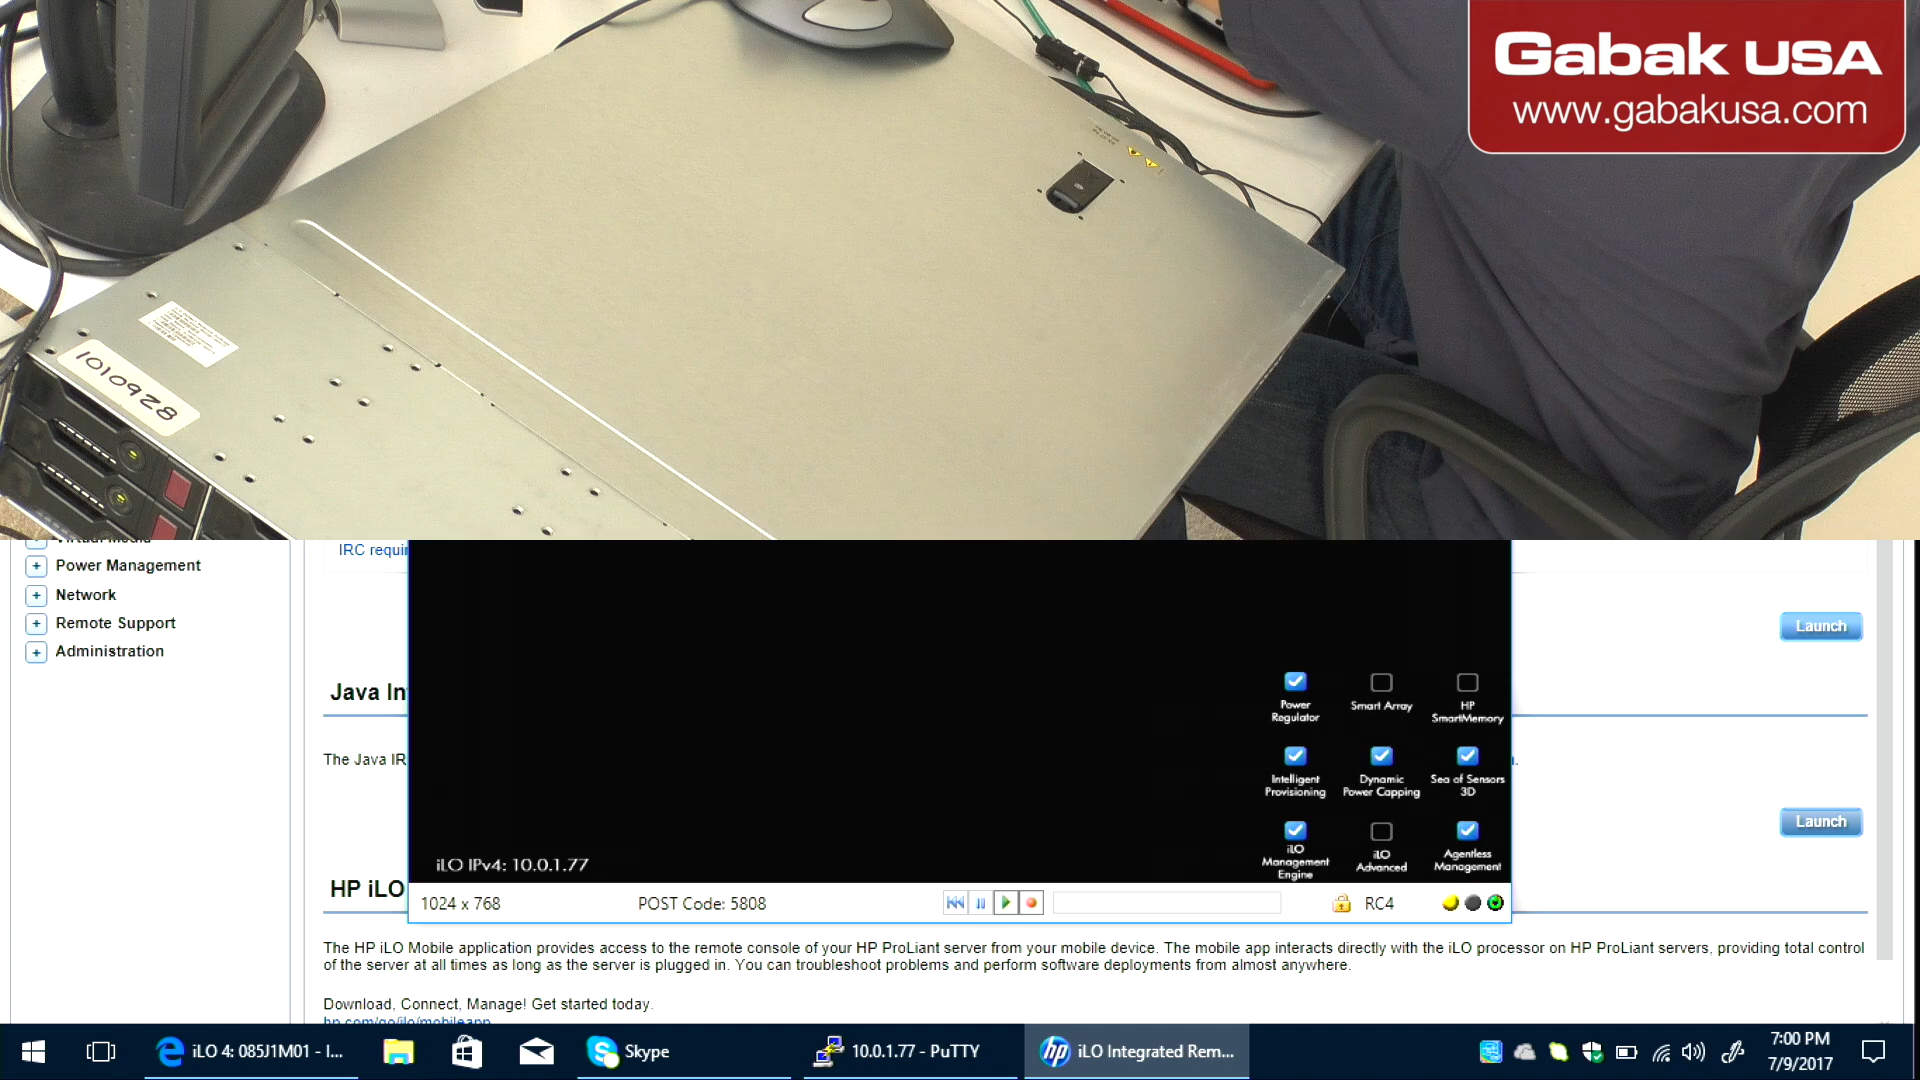 Gabak USA
www.gabakusa.com
1010928
Power Management
Network
Remote Support
Administration
IRC requir
Launch
Java In
The Java IR
Launch
HP iLO
Power Regulator
Smart Array
HP SmartMemory
Intelligent Provisioning
Dynamic Power Capping
Sea of Sensors 3D
iLO Management Engine
iLO Advanced
Agentless Management
iLO IPv4: 10.0.1.77
1024 x 768
POST Code: 5808
RC4
The HP iLO Mobile application provides access to the remote console of your HP ProLiant server from your mobile device. The mobile app interacts directly with the iLO processor on HP ProLiant servers, providing total control
of the server at all times as long as the server is plugged in. You can troubleshoot problems and perform software deployments from almost anywhere.
Download, Connect, Manage! Get started today.
hp.com/go/ilo/mobileapp
iLO 4: 085J1M01 - I...
Skype
10.0.1.77 - PuTTY
hp
iLO Integrated Rem...
7:00 PM
7/9/2017